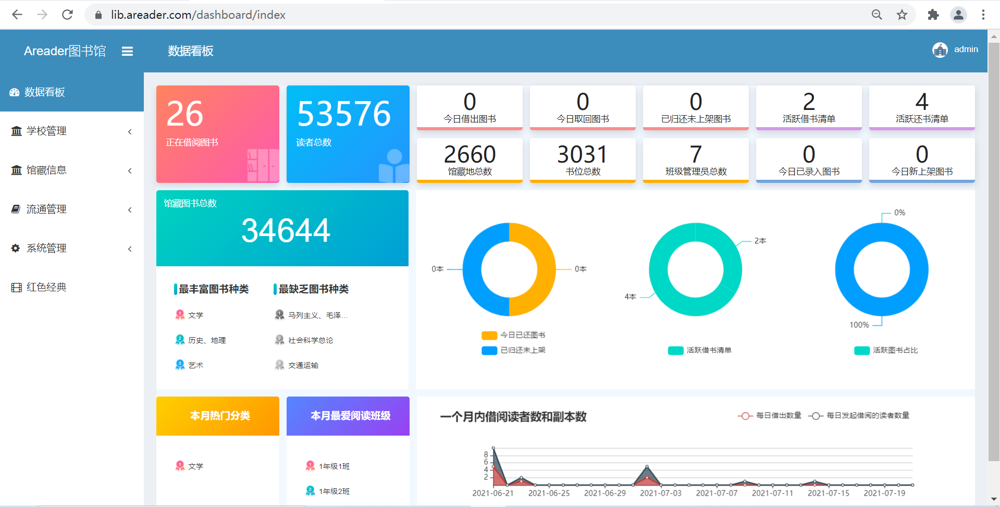 lib.areader.com/dashboard/index
Areader图书馆
数据看板
admin
数据看板
学校管理
馆藏信息
流通管理
系统管理
红色经典
26
正在借阅图书
53576
读者总数
0
今日借出图书
0
今日取回图书
0
已归还未上架图书
2
活跃借书清单
4
活跃还书清单
2660
馆藏地总数
3031
书位总数
7
班级管理员总数
0
今日已录入图书
0
今日新上架图书
馆藏图书总数
34644
最丰富图书种类
1 文学
2 历史、地理
3 艺术
最缺乏图书种类
1 马列主义、毛泽...
2 社会科学总论
3 交通运输
0本
0本
今日已还图书
已归还未上架
2本
4本
活跃借书清单
0%
100%
活跃图书占比
本月热门分类
1 文学
本月最爱阅读班级
1 1年级1班
2 1年级2班
一个月内借阅读者数和副本数
每日借出数量 每日发起借阅的读者数量
8
6
4
2
2021-06-21 2021-06-25 2021-06-29 2021-07-03 2021-07-07 2021-07-11 2021-07-15 2021-07-19